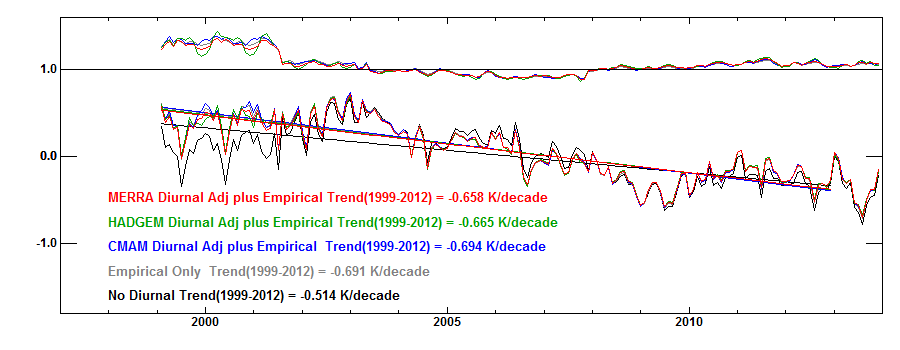 1.0
0.0
-1.0
MERRA Diurnal Adj plus Empirical Trend(1999-2012) = -0.658 K/decade
HADGEM Diurnal Adj plus Empirical Trend(1999-2012) = -0.665 K/decade
CMAM Diurnal Adj plus Empirical  Trend(1999-2012) = -0.694 K/decade
Empirical Only  Trend(1999-2012) = -0.691 K/decade
No Diurnal Trend(1999-2012) = -0.514 K/decade
2000 2005 2010